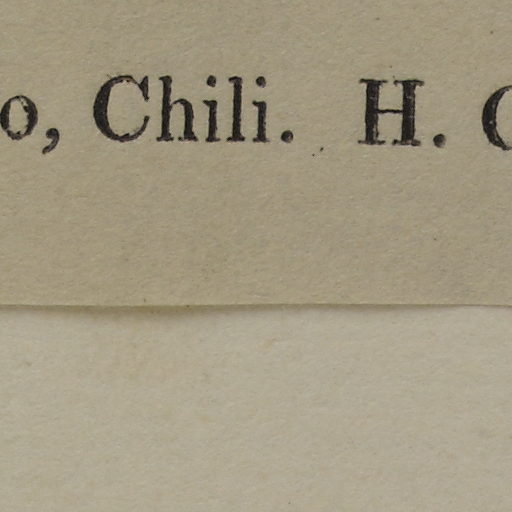 o, Chili. H. C